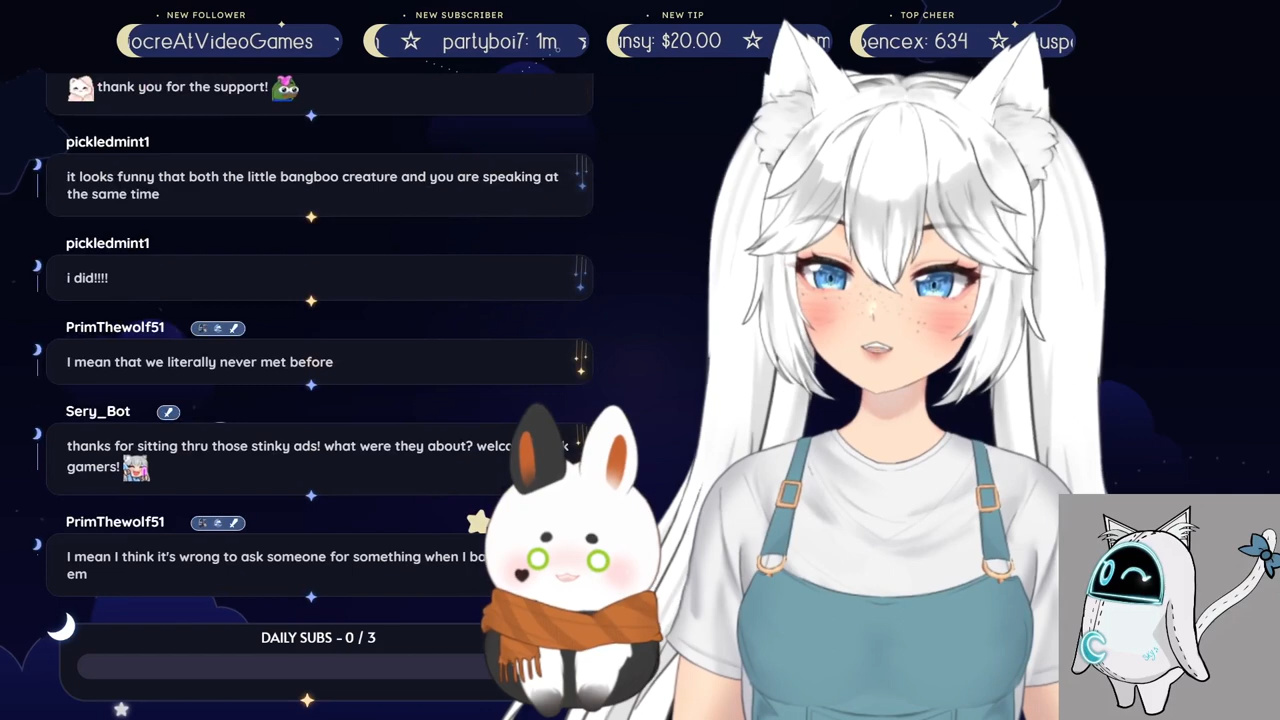 NEW FOLLOWER
NEW SUBSCRIBER
NEW TIP
TOP CHEER
ocreAtVideoGames
partyboi7: 1m
nsy: $20.00
encex: 634
thank you for the support!
pickledmint1
it looks funny that both the little bangboo creature and you are speaking at
the same time
pickledmint1
i did!!!!
PrimThewolf51
I mean that we literally never met before
Sery_Bot
thanks for sitting thru those stinky ads! what were they about?
gamers!
PrimThewolf51
I mean I think it's wrong to ask someone for something when I
em
DAILY SUBS - 0 / 3